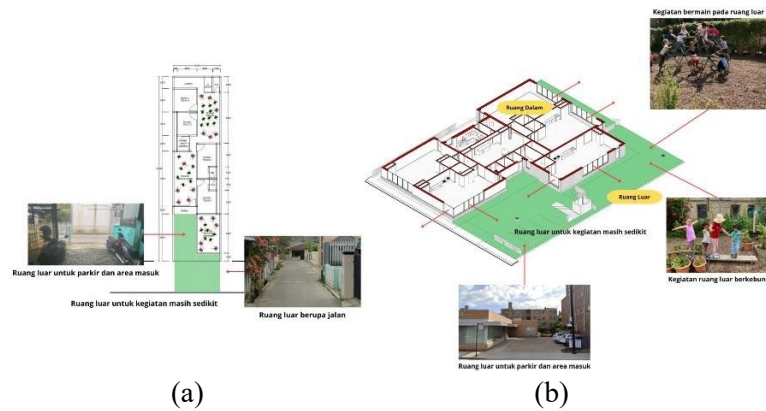 Kegiatan bermain pada ruang luar
Ruang Dalam
Ruang Luar
Ruang luar untuk kegiatan masih sedikit
Kegiatan ruang luar berkebun
Ruang luar untuk parkir dan area masuk
Ruang luar untuk kegiatan masih sedikit
Ruang luar berupa jalan
Ruang luar untuk parkir dan area masuk
(a)
(b)